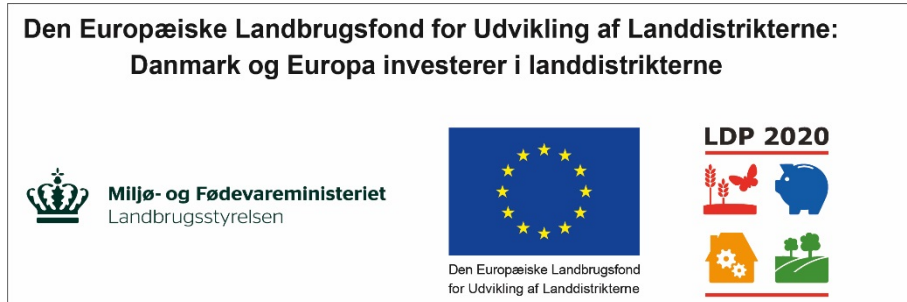 Den Europæiske Landbrugsfond for Udvikling af Landdistrikterne:
Danmark og Europa investerer i landdistrikterne
Miljø- og Fødevareministeriet
Landbrugsstyrelsen
Den Europæiske Landbrugsfond
for Udvikling af Landdistrikterne
LDP 2020